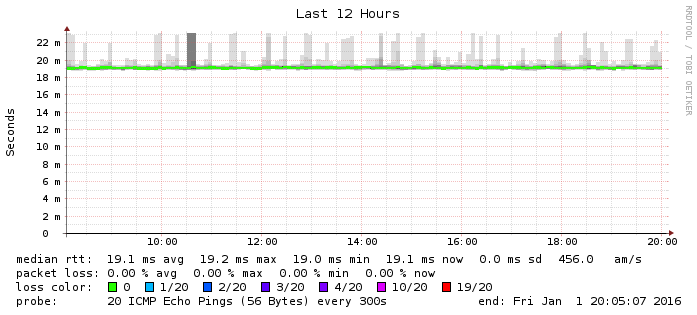 Last 12 Hours
RRDTOOL / TOBI OETIKER
Seconds
22 m
20 m
18 m
16 m
14 m
12 m
10 m
8 m
6 m
4 m
2 m
0
10:00 12:00 14:00 16:00 18:00 20:00
median rtt: 19.1 ms avg 19.2 ms max 19.0 ms min 19.1 ms now 0.0 ms sd 456.0 am/s
packet loss: 0.00 % avg 0.00 % max 0.00 % min 0.00 % now
loss color: 0 1/20 2/20 3/20 4/20 10/20 19/20
probe: 20 ICMP Echo Pings (56 Bytes) every 300s end: Fri Jan 1 20:05:07 2016